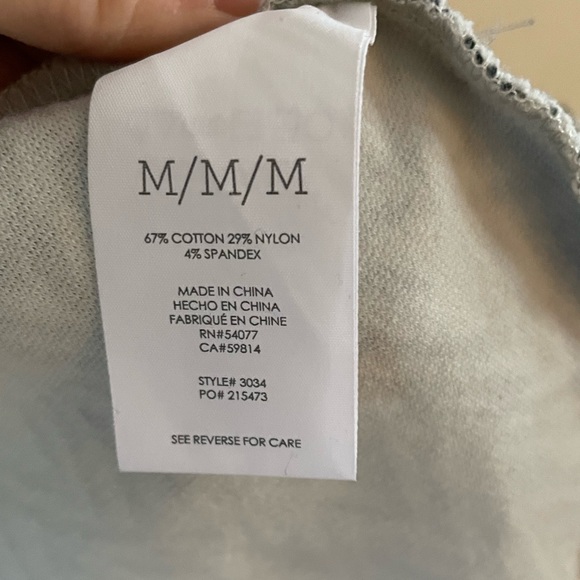 M/M/M
67% COTTON 29% NYLON
4% SPANDEX
MADE IN CHINA
HECHO EN CHINA
FABRIQUÉ EN CHINE
RN#54077
CA#59814
STYLE# 3034
PO# 215473
SEE REVERSE FOR CARE